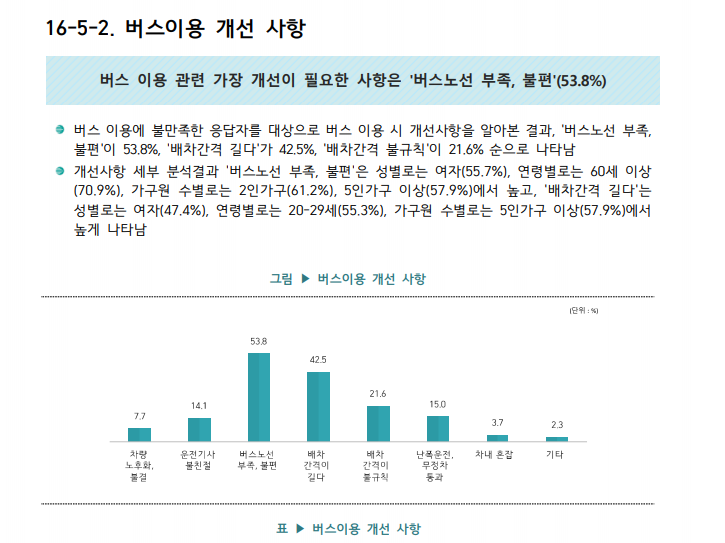 16-5-2. 버스이용 개선 사항
버스 이용 관련 가장 개선이 필요한 사항은 '버스노선 부족, 불편'(53.8%)
버스 이용에 불만족한 응답자를 대상으로 버스 이용 시 개선사항을 알아본 결과, '버스노선 부족,
불편'이 53.8%, '배차간격 길다'가 42.5%, '배차간격 불규칙'이 21.6% 순으로 나타남
개선사항 세부 분석결과 '버스노선 부족, 불편'은 성별로는 여자(55.7%), 연령별로는 60세 이상
(70.9%), 가구원 수별로는 2인가구(61.2%), 5인가구 이상(57.9%)에서 높고, '배차간격 길다'는
성별로는 여자(47.4%), 연령별로는 20-29세(55.3%), 가구원 수별로는 5인가구 이상(57.9%)에서
높게 나타남
그림 ▶ 버스이용 개선 사항
(단위 : %)
53.8
42.5
21.6
15.0
14.1
7.7
3.7
2.3
차량
노후화,
불결
운전기사
불친절
버스노선
부족, 불편
배차
간격이
길다
배차
간격이
불규칙
난폭운전,
무정차
통과
차내 혼잡
기타
표 ▶ 버스이용 개선 사항